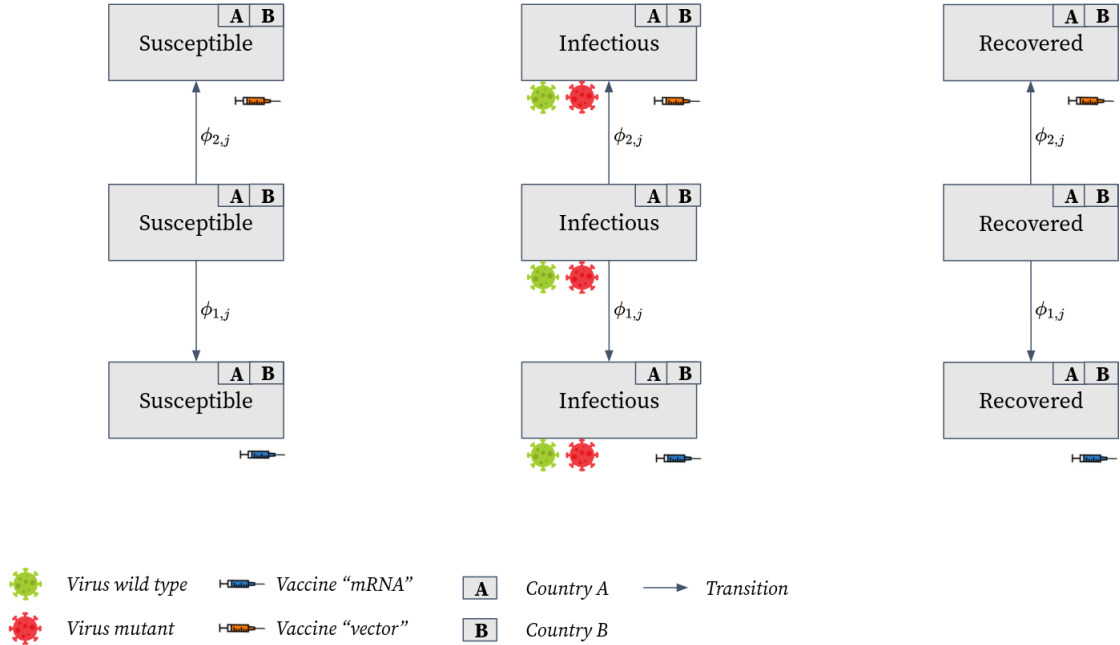 A B A B A B
Susceptible Infectious Recovered
ϕ2,j ϕ2,j ϕ2,j
A B A B A B
Susceptible Infectious Recovered
ϕ1,j ϕ1,j ϕ1,j
A B A B A B
Susceptible Infectious Recovered
Virus wild type Vaccine “mRNA” A Country A Transition
Virus mutant Vaccine “vector” B Country B